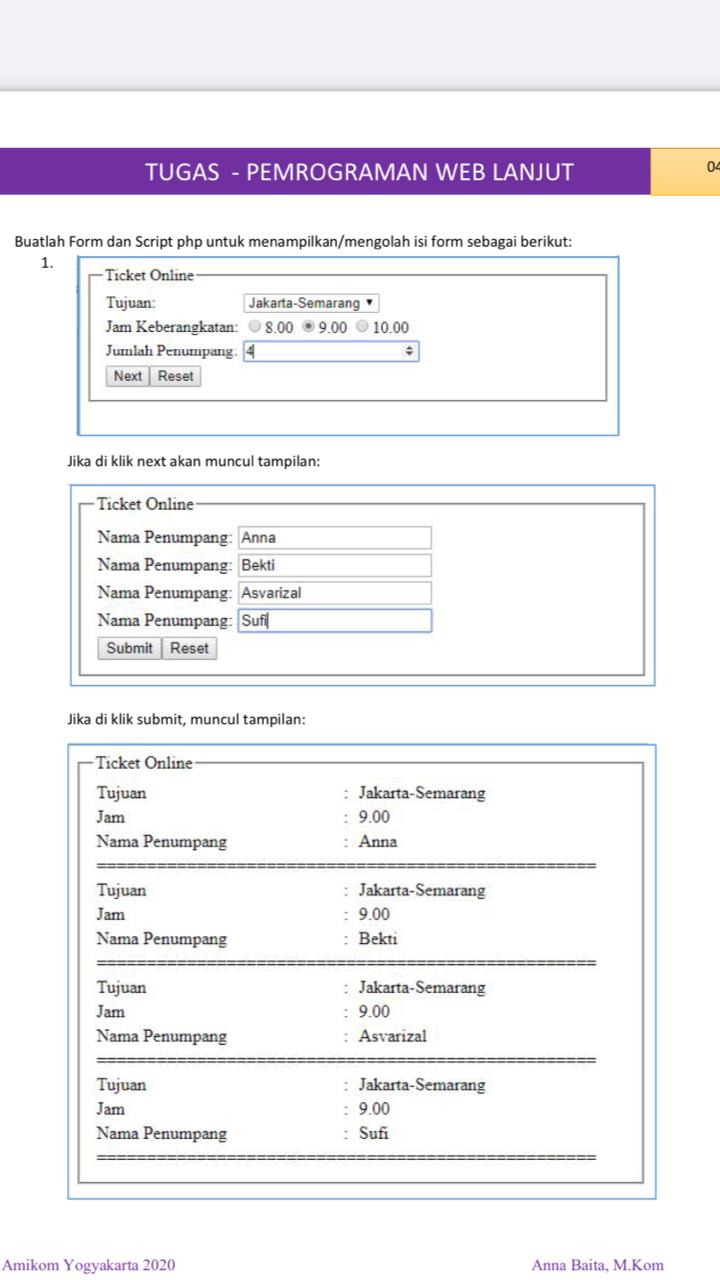 TUGAS - PEMROGRAMAN WEB LANJUT
04
Buatlah Form dan Script php untuk menampilkan/mengolah isi form sebagai berikut:
1.
Ticket Online
Tujuan: Jakarta-Semarang
Jam Keberangkatan: 8.00 9.00 10.00
Jumlah Penumpang: 4
Next Reset
Jika di klik next akan muncul tampilan:
Ticket Online
Nama Penumpang: Anna
Nama Penumpang: Bekti
Nama Penumpang: Asvarizal
Nama Penumpang: Sufi
Submit Reset
Jika di klik submit, muncul tampilan:
Ticket Online
Tujuan : Jakarta-Semarang
Jam : 9.00
Nama Penumpang : Anna
==================================================
Tujuan : Jakarta-Semarang
Jam : 9.00
Nama Penumpang : Bekti
==================================================
Tujuan : Jakarta-Semarang
Jam : 9.00
Nama Penumpang : Asvarizal
==================================================
Tujuan : Jakarta-Semarang
Jam : 9.00
Nama Penumpang : Sufi
==================================================
Amikom Yogyakarta 2020 Anna Baita, M.Kom